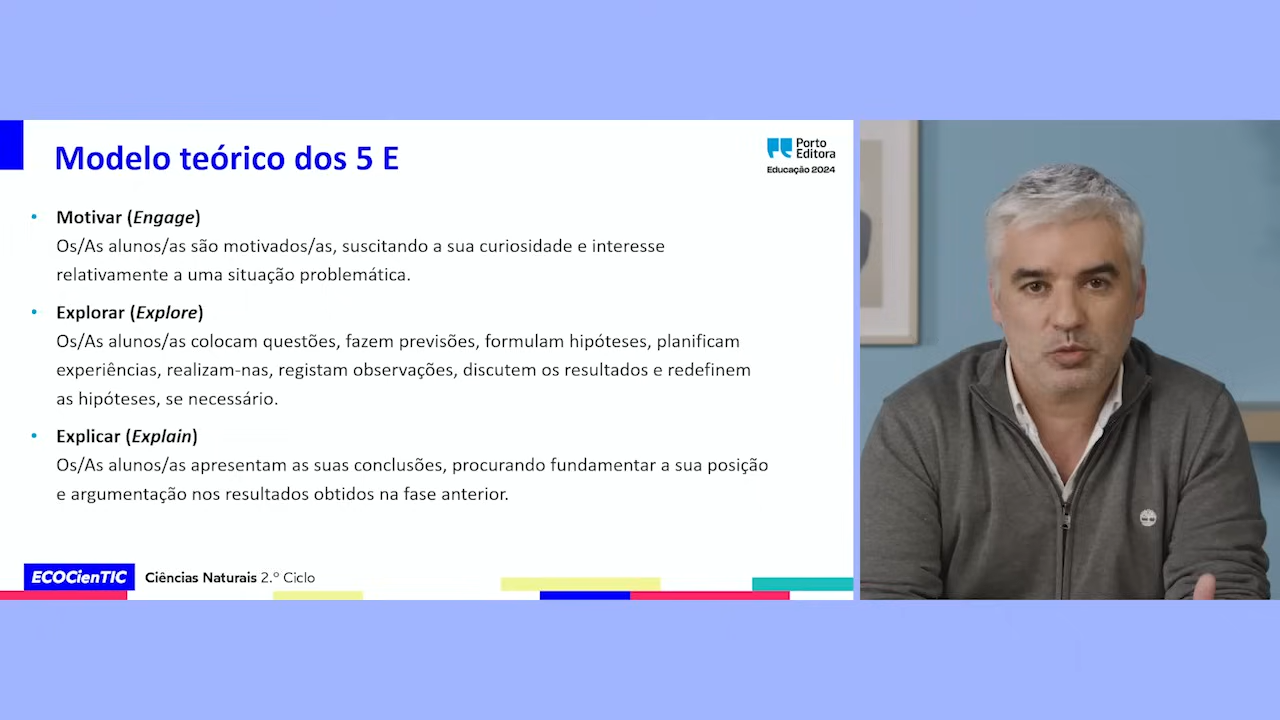 Modelo teórico dos 5 E
Porto
Editora
Educação 2024
• Motivar (Engage)
Os/As alunos/as são motivados/as, suscitando a sua curiosidade e interesse
relativamente a uma situação problemática.
• Explorar (Explore)
Os/As alunos/as colocam questões, fazem previsões, formulam hipóteses, planificam
experiências, realizam-nas, registam observações, discutem os resultados e redefinem
as hipóteses, se necessário.
• Explicar (Explain)
Os/As alunos/as apresentam as suas conclusões, procurando fundamentar a sua posição
e argumentação nos resultados obtidos na fase anterior.
ECOCienTIC Ciências Naturais 2.º Ciclo